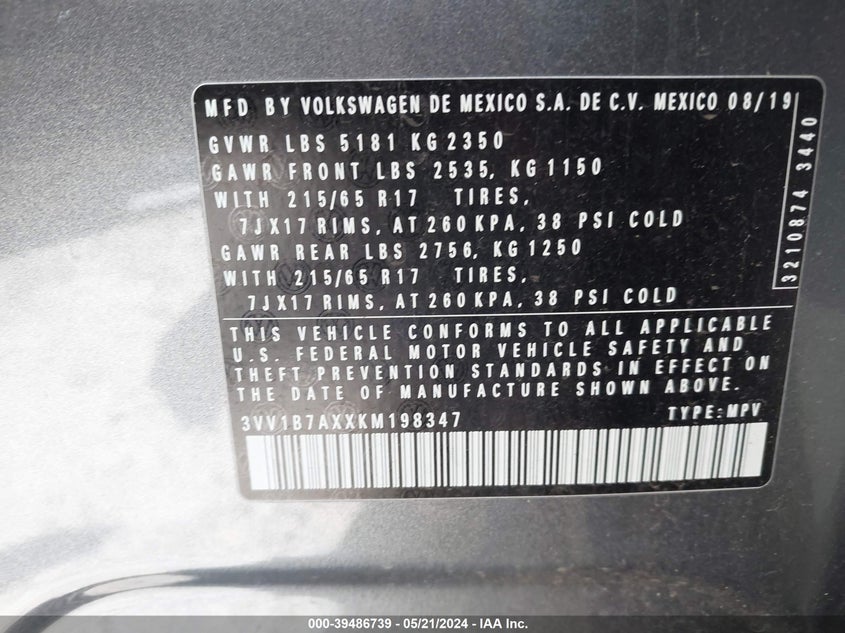 MFD BY VOLKSWAGEN DE MEXICO S.A. DE C.V. MEXICO 08/19
GVWR LBS 5181 KG 2350
GAWR FRONT LBS 2535, KG 1150
WITH 215/65 R17 TIRES,
7JX17 RIMS, AT 260 KPA, 38 PSI COLD
GAWR REAR LBS 2756, KG 1250
WITH 215/65 R17 TIRES,
7JX17 RIMS, AT 260 KPA, 38 PSI COLD
3210874 3440
THIS VEHICLE CONFORMS TO ALL APPLICABLE
U.S. FEDERAL MOTOR VEHICLE SAFETY AND
THEFT PREVENTION STANDARDS IN EFFECT ON
THE DATE OF MANUFACTURE SHOWN ABOVE.
3VV1B7AXXKM198347 TYPE:MPV
000-39486739 - 05/21/2024 - IAA Inc.